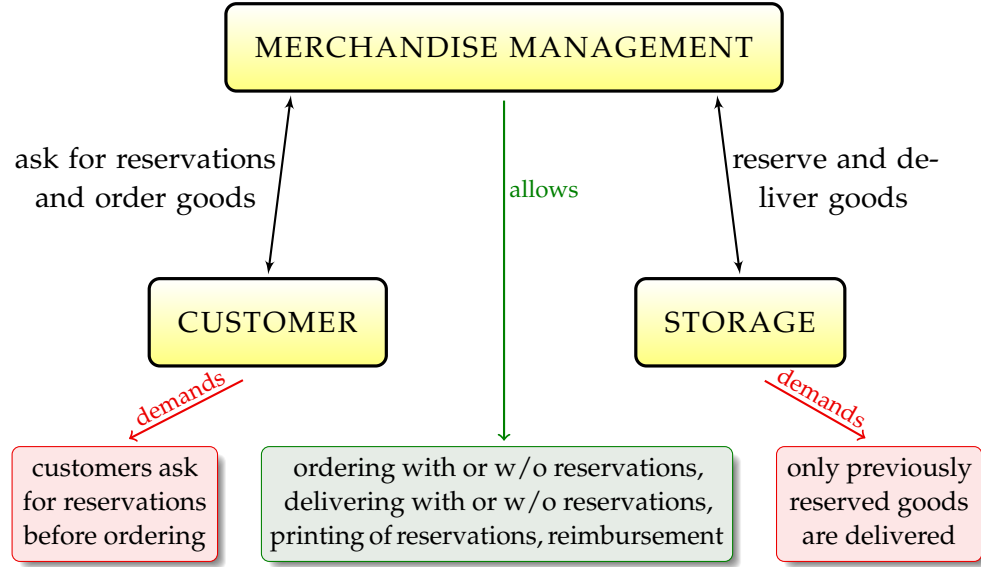 MERCHANDISE MANAGEMENT
ask for reservations
and order goods
allows
reserve and de-
liver goods
CUSTOMER
STORAGE
demands
demands
customers ask
for reservations
before ordering
ordering with or w/o reservations,
delivering with or w/o reservations,
printing of reservations, reimbursement
only previously
reserved goods
are delivered